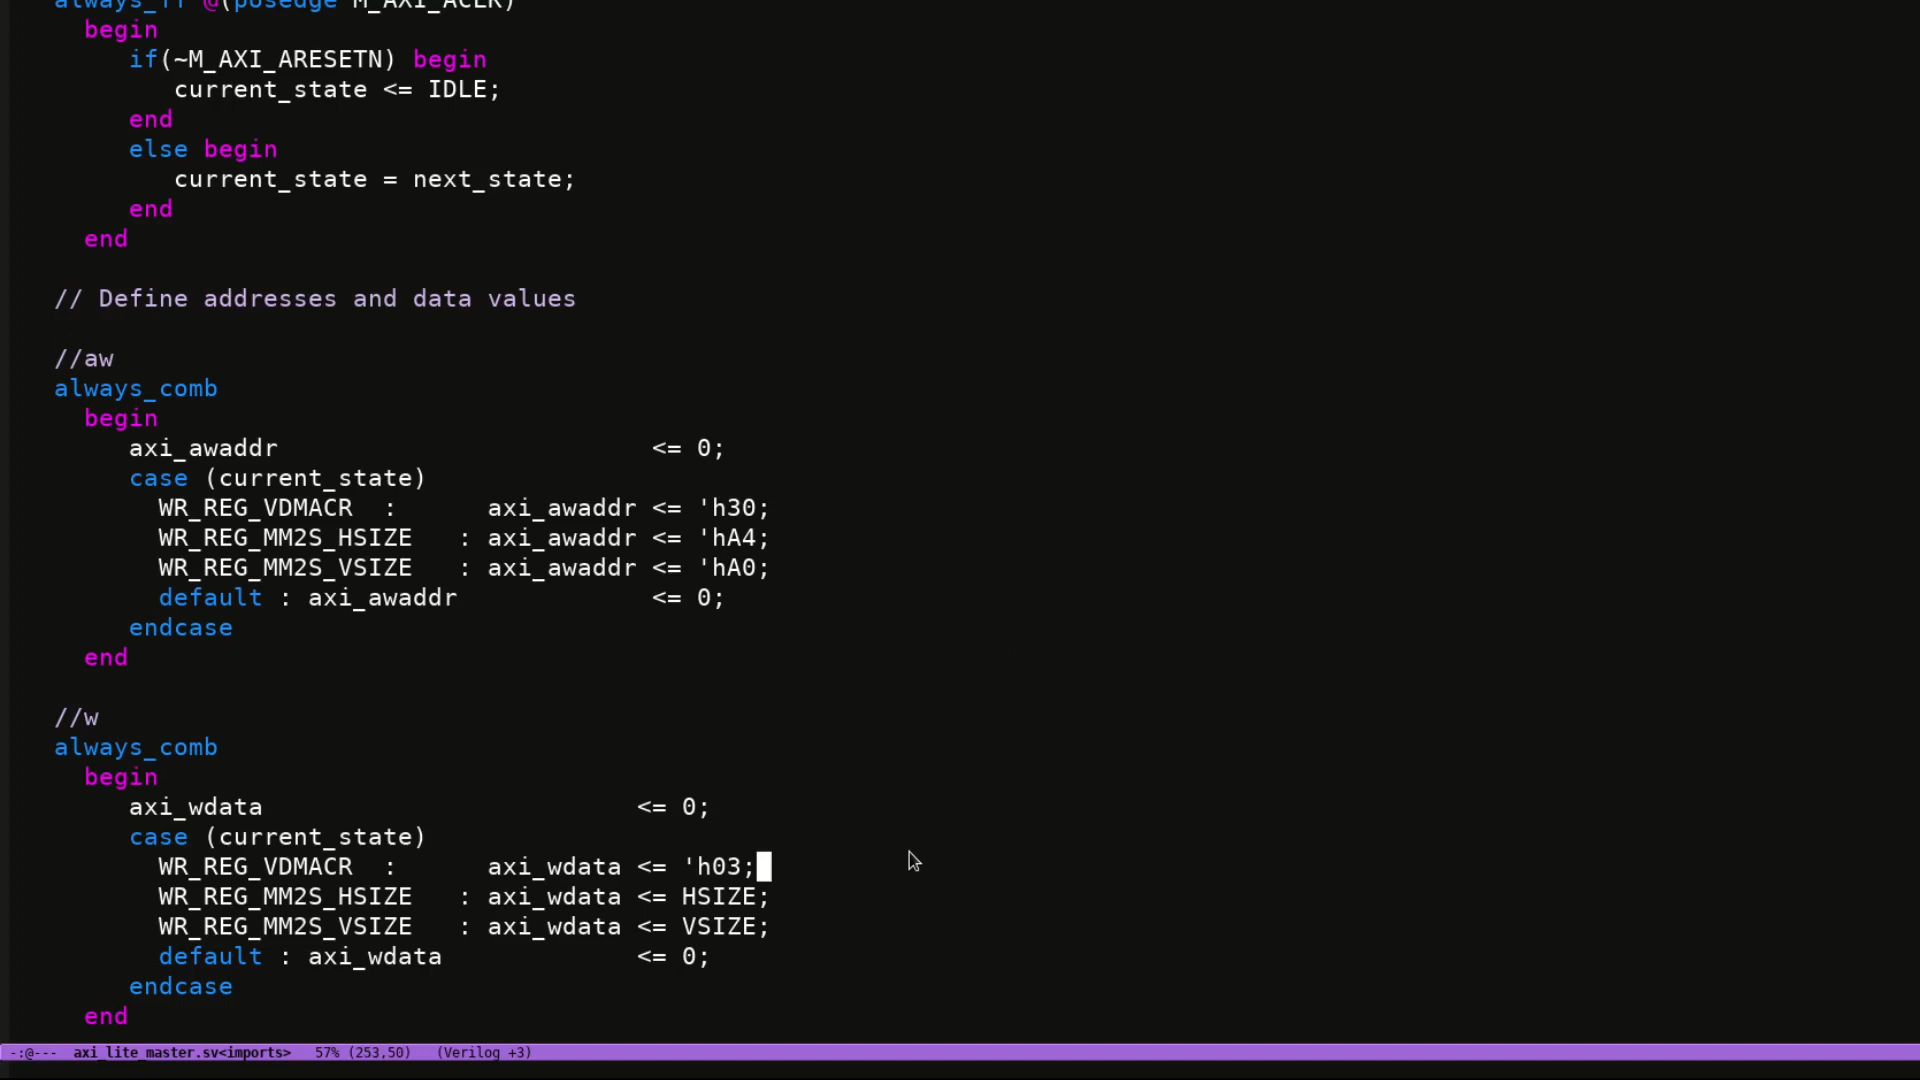 always_ff @(posedge M_AXI_ACLK)
begin
if(~M_AXI_ARESETN) begin
current_state <= IDLE;
end
else begin
current_state = next_state;
end
end
// Define addresses and data values
//aw
always_comb
begin
axi_awaddr <= 0;
case (current_state)
WR_REG_VDMACR : axi_awaddr <= 'h30;
WR_REG_MM2S_HSIZE : axi_awaddr <= 'hA4;
WR_REG_MM2S_VSIZE : axi_awaddr <= 'hA0;
default : axi_awaddr <= 0;
endcase
end
//w
always_comb
begin
axi_wdata <= 0;
case (current_state)
WR_REG_VDMACR : axi_wdata <= 'h03;
WR_REG_MM2S_HSIZE : axi_wdata <= HSIZE;
WR_REG_MM2S_VSIZE : axi_wdata <= VSIZE;
default : axi_wdata <= 0;
endcase
end
-:@--- axi_lite_master.sv<imports> 57% (253,50) (Verilog +3)